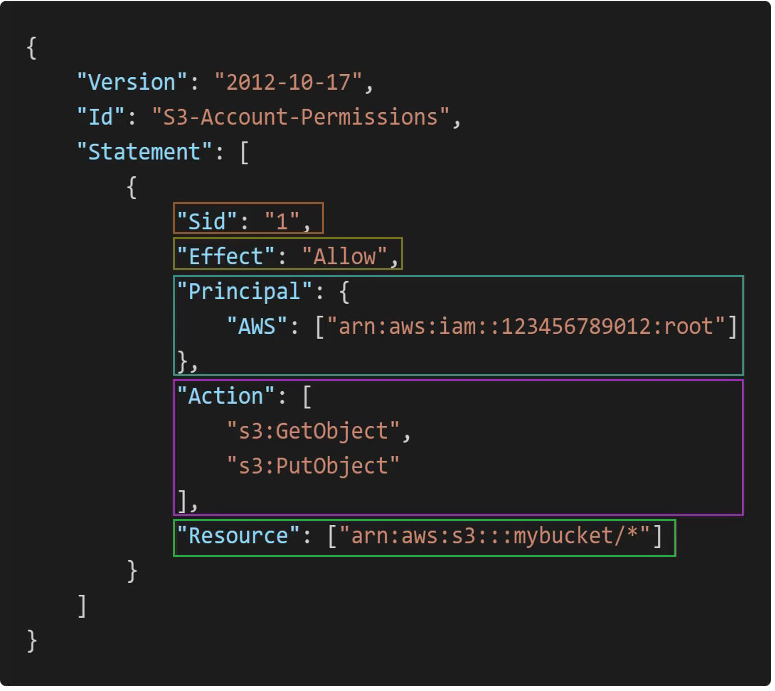 {
    "Version": "2012-10-17",
    "Id": "S3-Account-Permissions",
    "Statement": [
        {
            "Sid": "1",
            "Effect": "Allow",
            "Principal": {
                "AWS": ["arn:aws:iam::123456789012:root"]
            },
            "Action": [
                "s3:GetObject",
                "s3:PutObject"
            ],
            "Resource": ["arn:aws:s3:::mybucket/*"]
        }
    ]
}